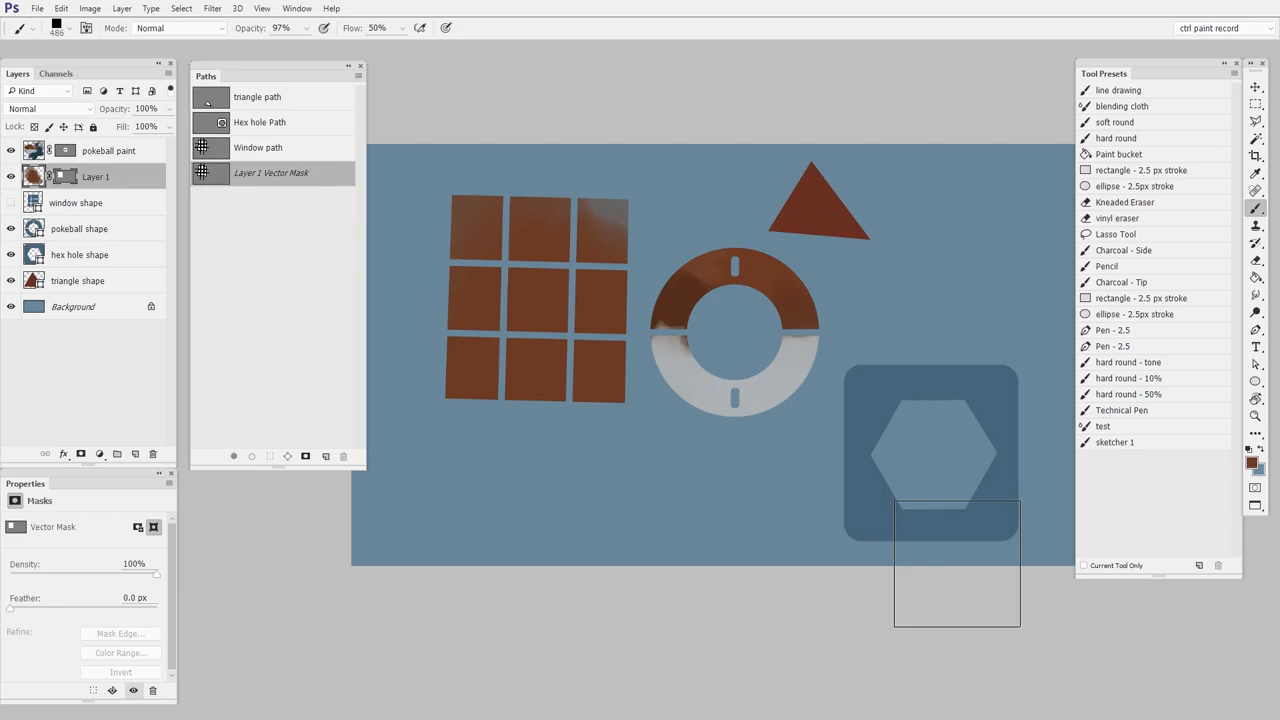 Ps File Edit Image Layer Type Select Filter 3D View Window Help
486 Mode: Normal Opacity: 97% Flow: 50% ctrl paint record
Layers Channels
Kind
Normal Opacity: 100%
Lock: Fill: 100%
pokeball paint
Layer 1
window shape
pokeball shape
hex hole shape
triangle shape
Background
fx
Properties
Masks
Vector Mask
Density: 100%
Feather: 0.0 px
Refine: Mask Edge...
Color Range...
Invert
Paths
triangle path
Hex hole Path
Window path
Layer 1 Vector Mask
Tool Presets
line drawing
blending cloth
soft round
hard round
Paint bucket
rectangle - 2.5 px stroke
ellipse - 2.5px stroke
Kneaded Eraser
vinyl eraser
Lasso Tool
Charcoal - Side
Pencil
Charcoal - Tip
rectangle - 2.5 px stroke
ellipse - 2.5px stroke
Pen - 2.5
Pen - 2.5
hard round - tone
hard round - 10%
hard round - 50%
Technical Pen
test
sketcher 1
Current Tool Only